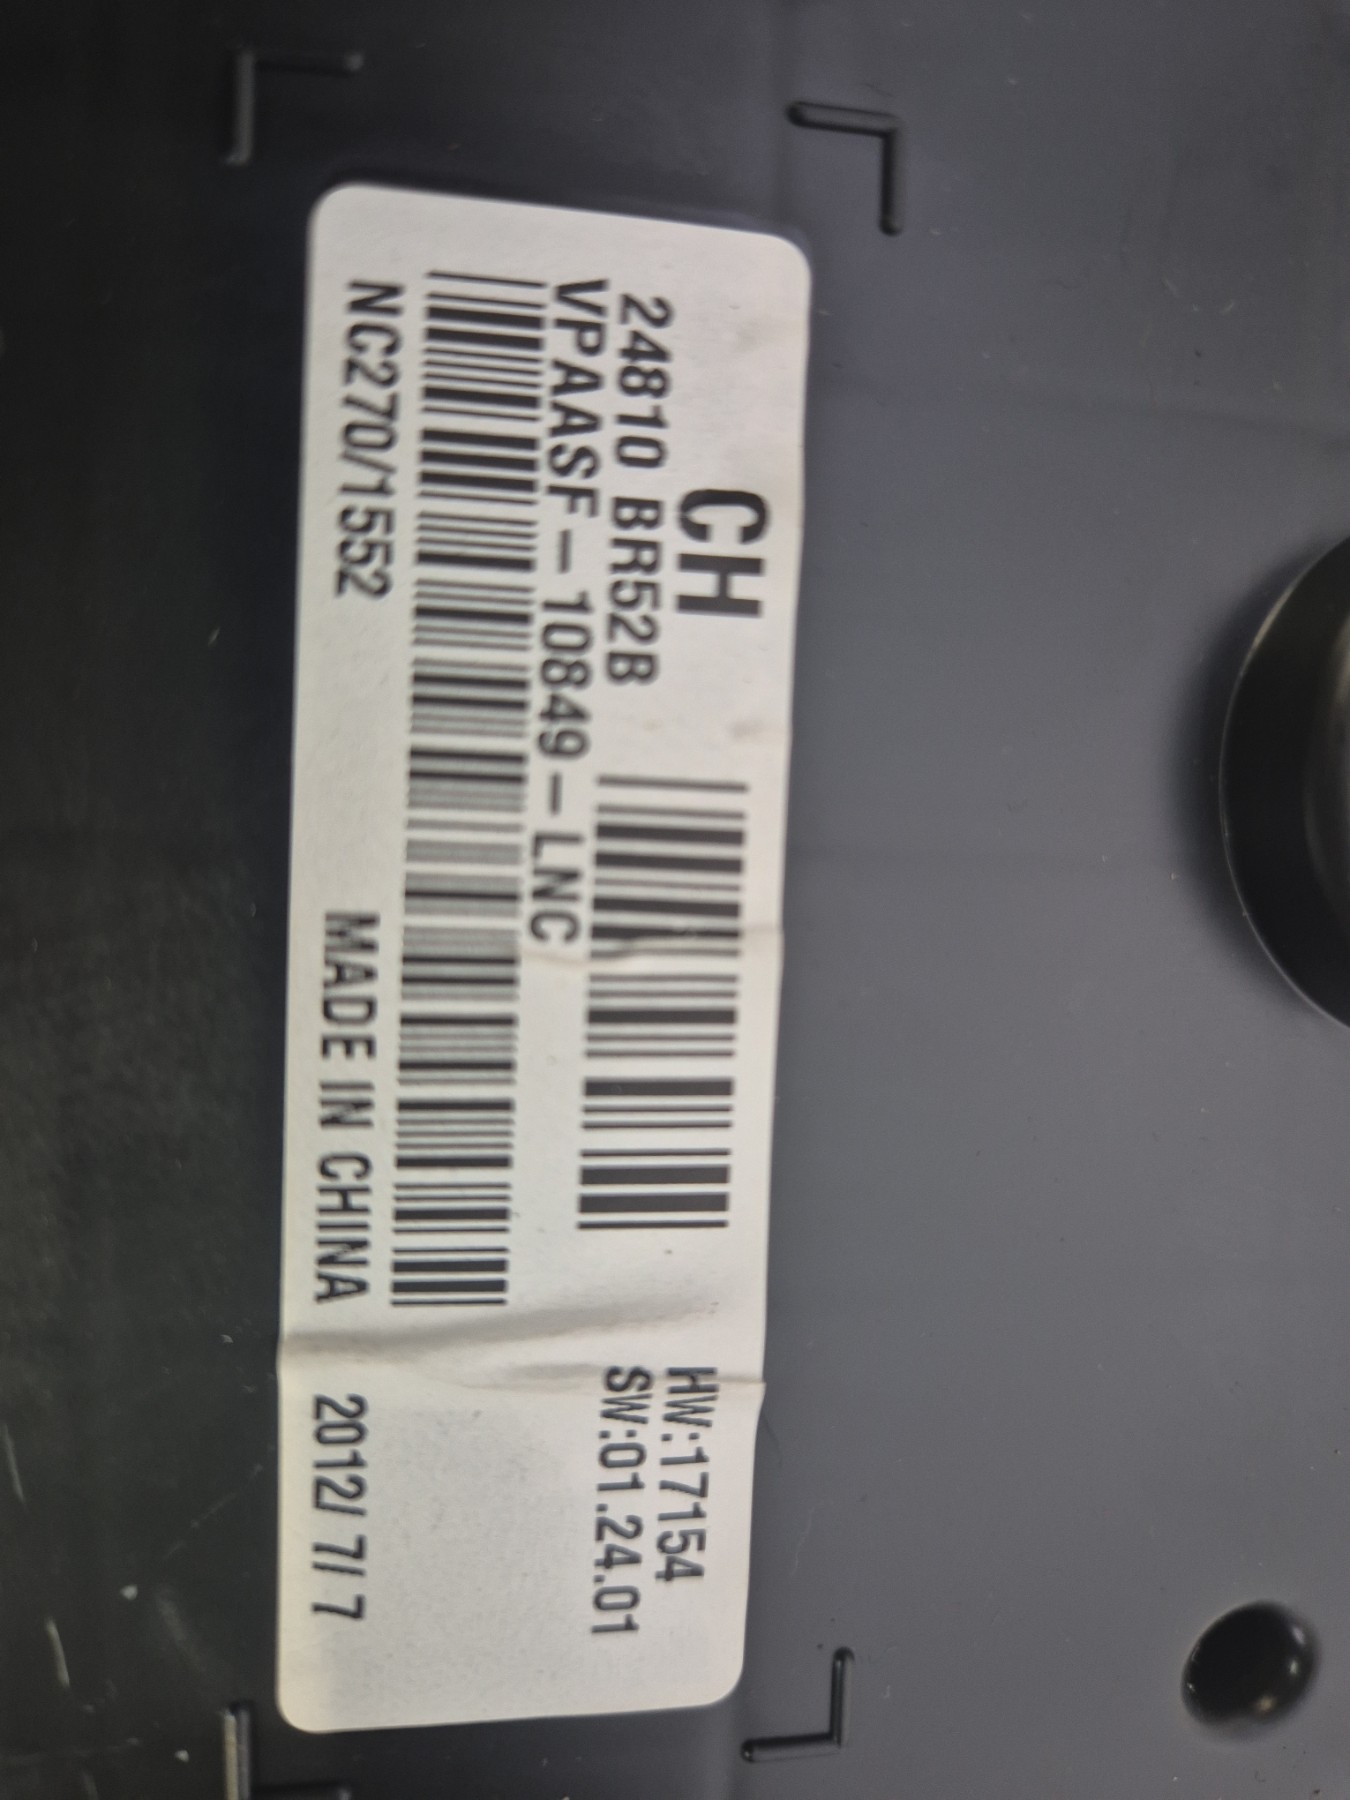 CH
24810 BR52B
VPAASF-10849-LNC
HW:17154
SW:01.24.01
NC270/1552
MADE IN CHINA
2012/ 7/ 7